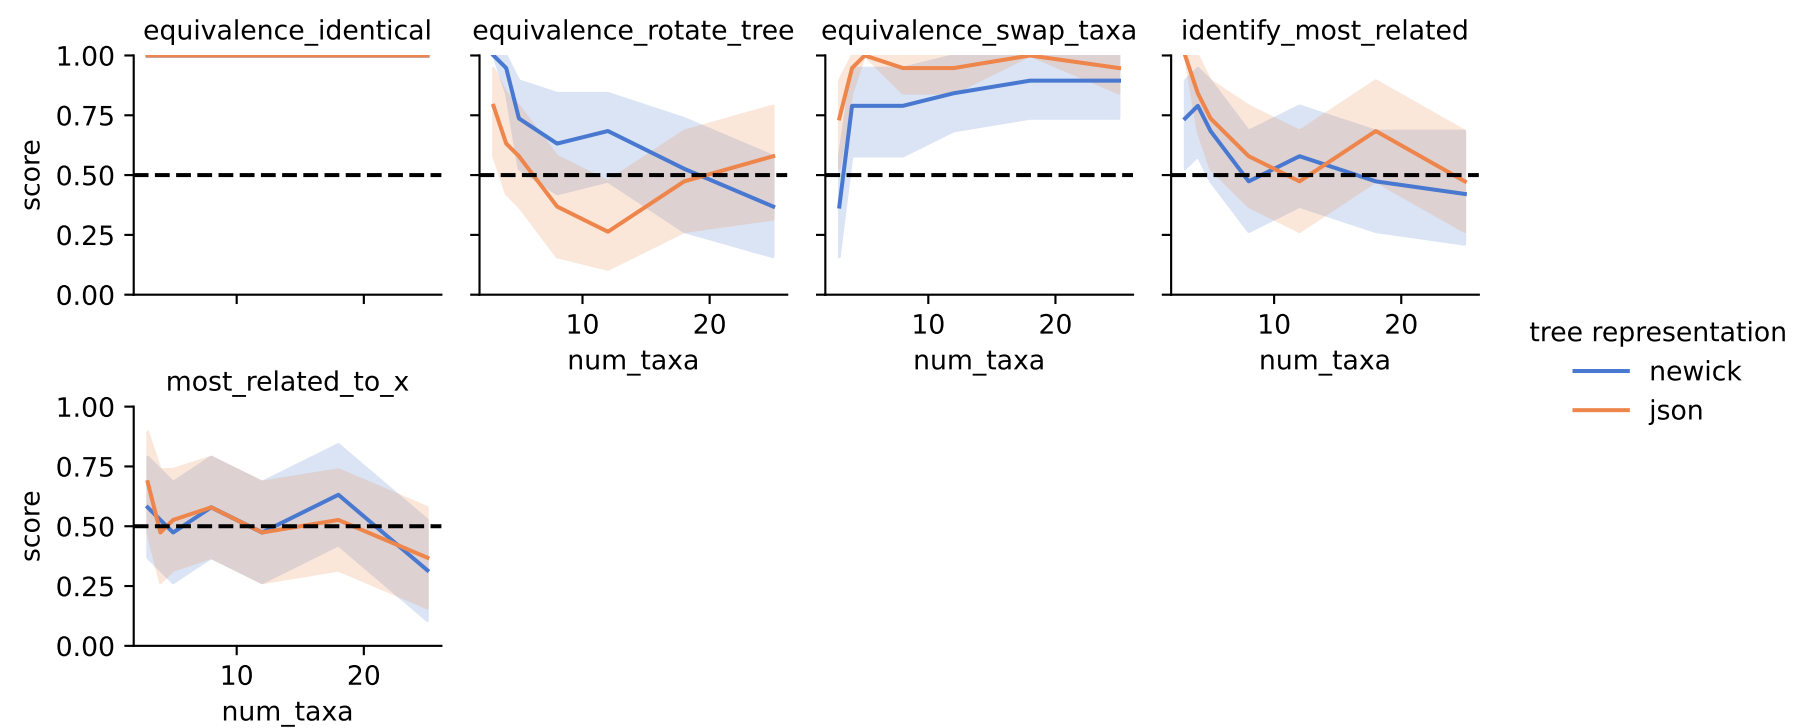 equivalence_identical
equivalence_rotate_tree
equivalence_swap_taxa
identify_most_related
1.00
0.75
0.50
0.25
0.00
score
10 20
num_taxa
10 20
num_taxa
10 20
num_taxa
tree representation
newick
json
most_related_to_x
1.00
0.75
0.50
0.25
0.00
score
10 20
num_taxa